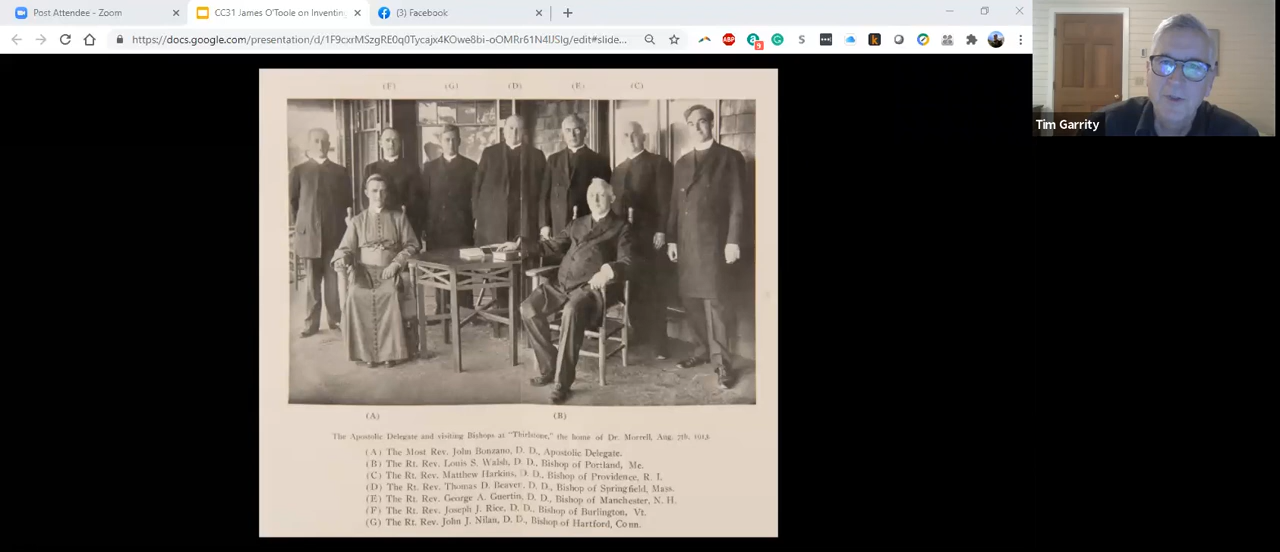 Post Attendee - Zoom
CC31 James O'Toole on Inventing
(3) Facebook
https://docs.google.com/presentation/d/1F9cxrMSzgRE0q0Tycajx4KOwe8bi-oOMRr61N4IJSIg/edit#slide...
ABP
9
S
k
Tim Garrity
(F) (G) (D) (E) (C)
(A) (B)
The Apostolic Delegate and visiting Bishops at "Thirlstone," the home of Dr. Morrell, Aug. 7th,
(A) The Most Rev. John Bonzano, D. D., Apostolic Delegate.
(B) The Rt. Rev. Louis S. Walsh, D. D., Bishop of Portland, Me.
(C) The Rt. Rev. Matthew Harkins, D. D., Bishop of Providence, R. I.
(D) The Rt. Rev. Thomas D. Beaver, D. D., Bishop of Springfield, Mass.
(E) The Rt. Rev. George A. Guertin, D. D., Bishop of Manchester, N. H.
(F) The Rt. Rev. Joseph J. Rice, D. D., Bishop of Burlington, Vt.
(G) The Rt. Rev. John J. Nilan, D. D., Bishop of Hartford, Conn.